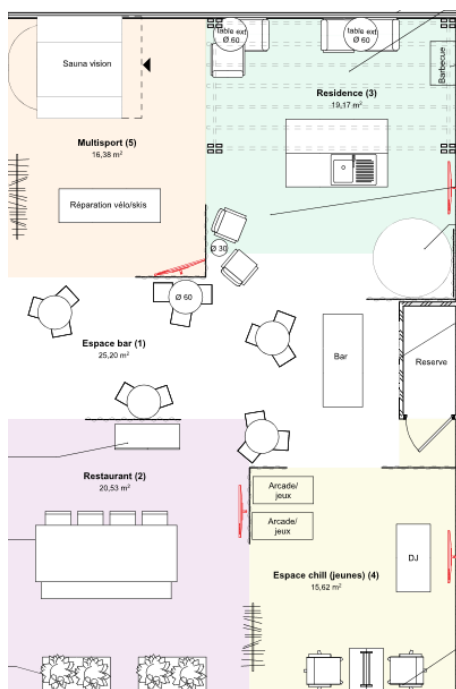 table ext
Ø 60
table ext
Ø 60
Sauna vision
Barbecue
Residence (3)
19,17 m²
Multisport (5)
16,38 m²
Réparation vélo/skis
Ø 30
Ø 60
Espace bar (1)
25,20 m²
Bar
Reserve
Restaurant (2)
20,53 m²
Arcade/
jeux
Arcade/
jeux
DJ
Espace chill (jeunes) (4)
15,62 m²